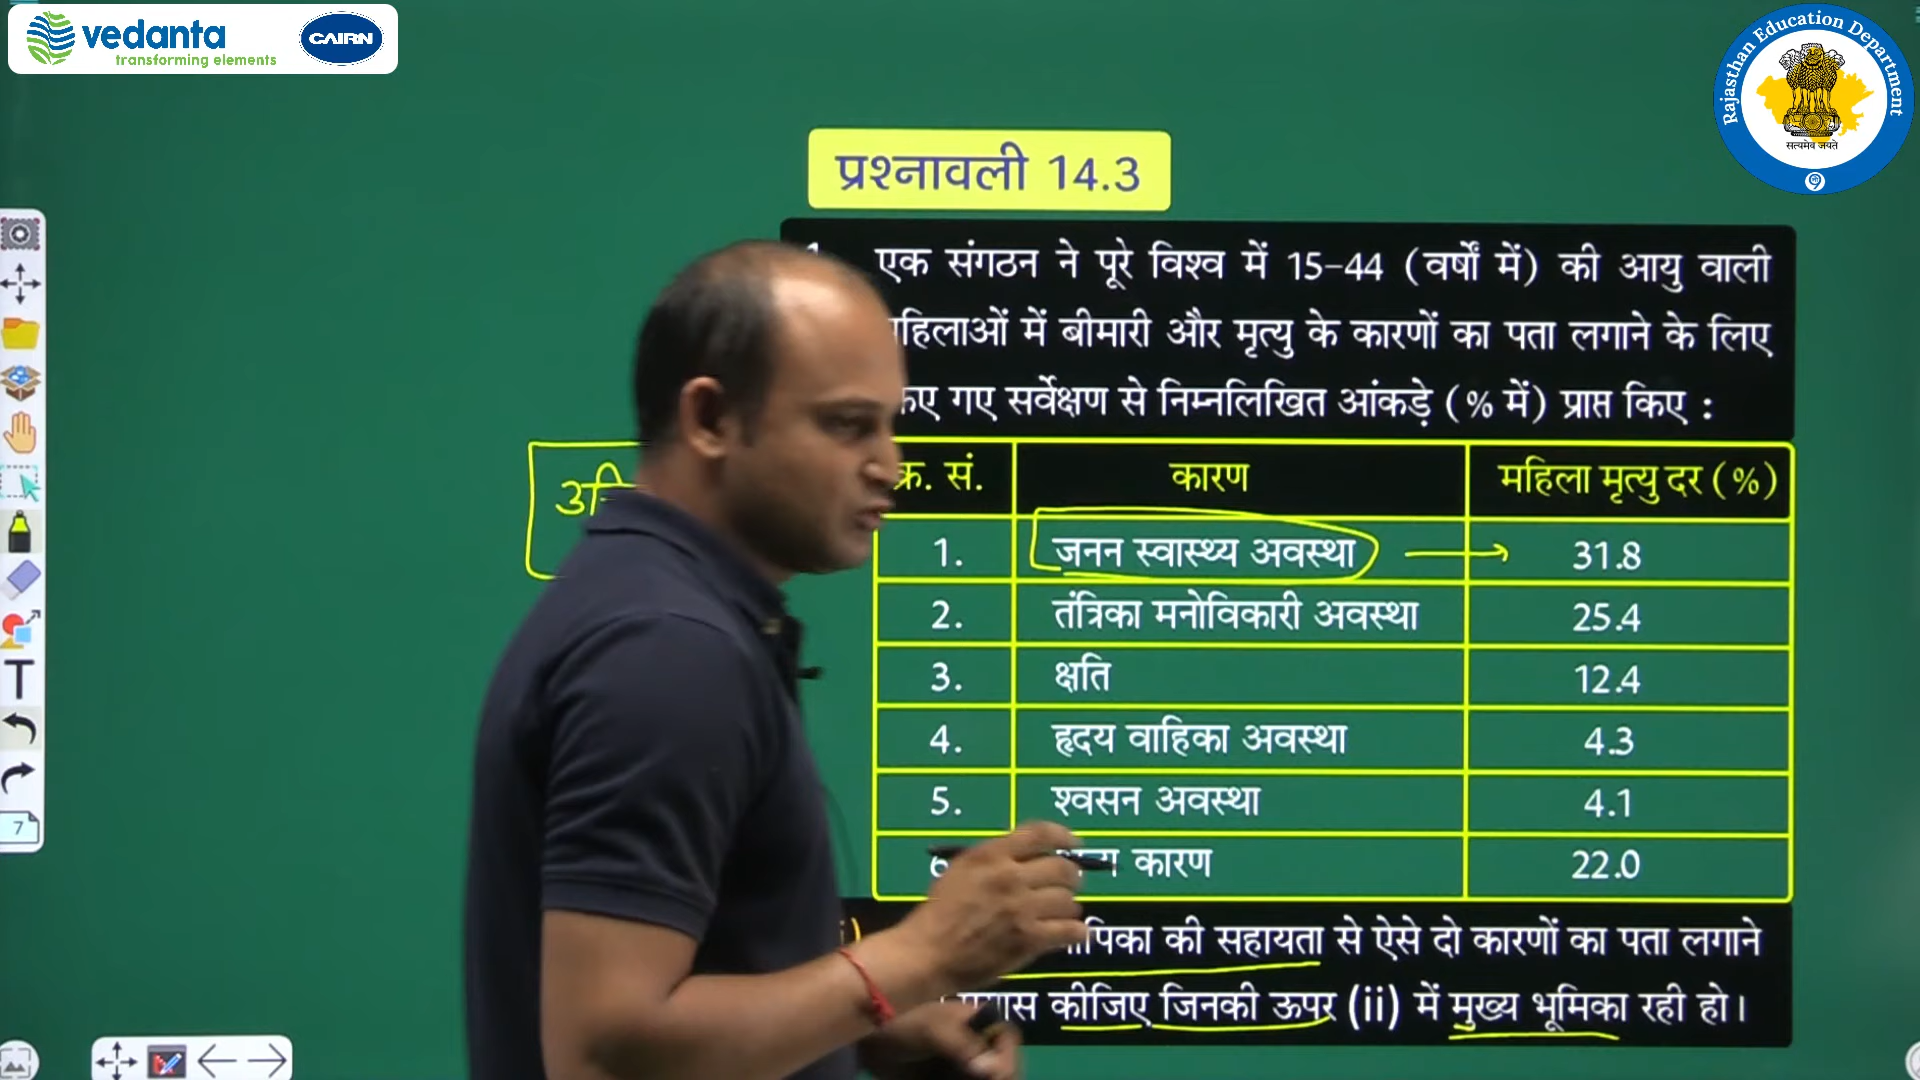 vedanta
transforming elements
CAIRN
Rajasthan Education Department
सत्यमेव जयते
प्रश्नावली 14.3
एक संगठन ने पूरे विश्व में 15-44 (वर्षों में) की आयु वाली
में बीमारी और मृत्यु के कारणों का पता लगाने के लिए
गए सर्वेक्षण से निम्नलिखित आंकड़े (% में) प्राप्त किए :
क्र. सं. कारण महिला मृत्यु दर (%)
1. जनन स्वास्थ्य अवस्था 31.8
2. तंत्रिका मनोविकारी अवस्था 25.4
3. क्षति 12.4
4. हृदय वाहिका अवस्था 4.3
5. श्वसन अवस्था 4.1
कारण 22.0
की सहायता से ऐसे दो कारणों का पता लगाने
कीजिए जिनकी ऊपर (ii) में मुख्य भूमिका रही हो।
T
7